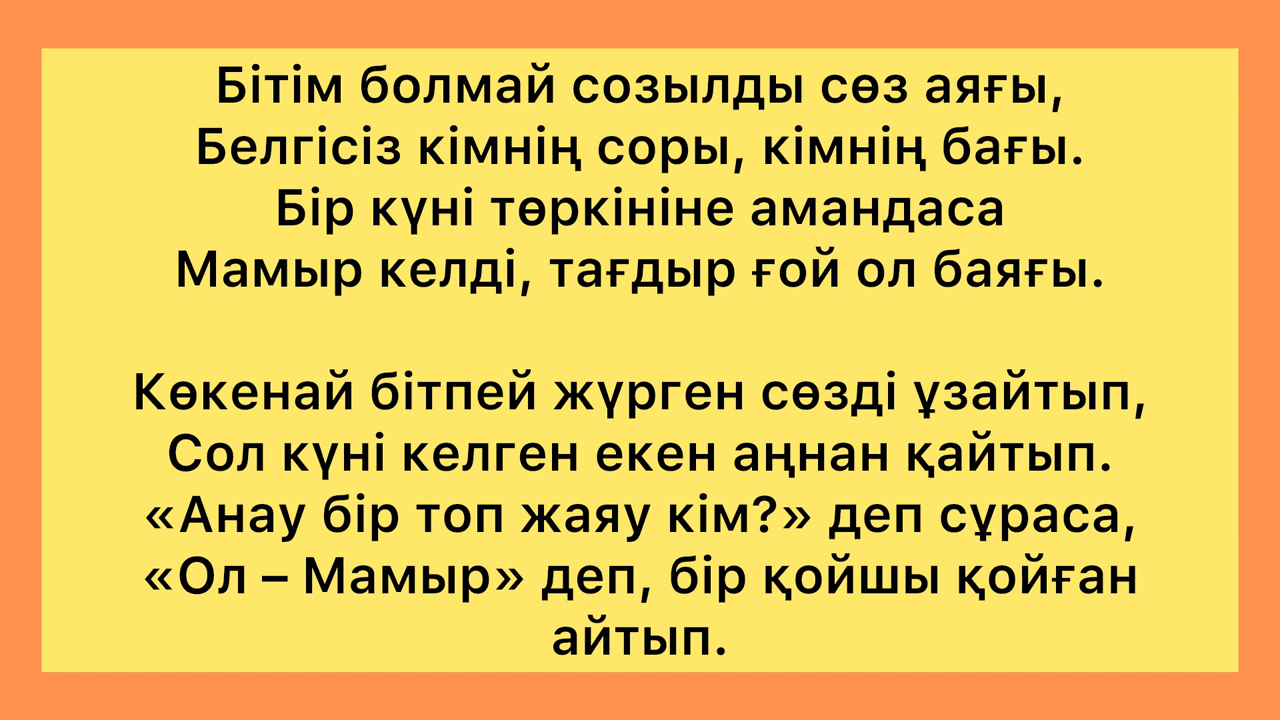 Бітім болмай созылды сөз аяғы,
Белгісіз кімнің соры, кімнің бағы.
Бір күні төркініне амандаса
Мамыр келді, тағдыр ғой ол баяғы.

Көкенай бітпей жүрген сөзді ұзайтып,
Сол күні келген екен аңнан қайтып.
«Анау бір топ жаяу кім?» деп сұраса,
«Ол – Мамыр» деп, бір қойшы қойған
айтып.